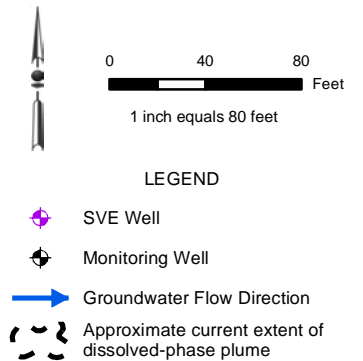 0 40 80
Feet
1 inch equals 80 feet
LEGEND
SVE Well
Monitoring Well
Groundwater Flow Direction
Approximate current extent of
dissolved-phase plume